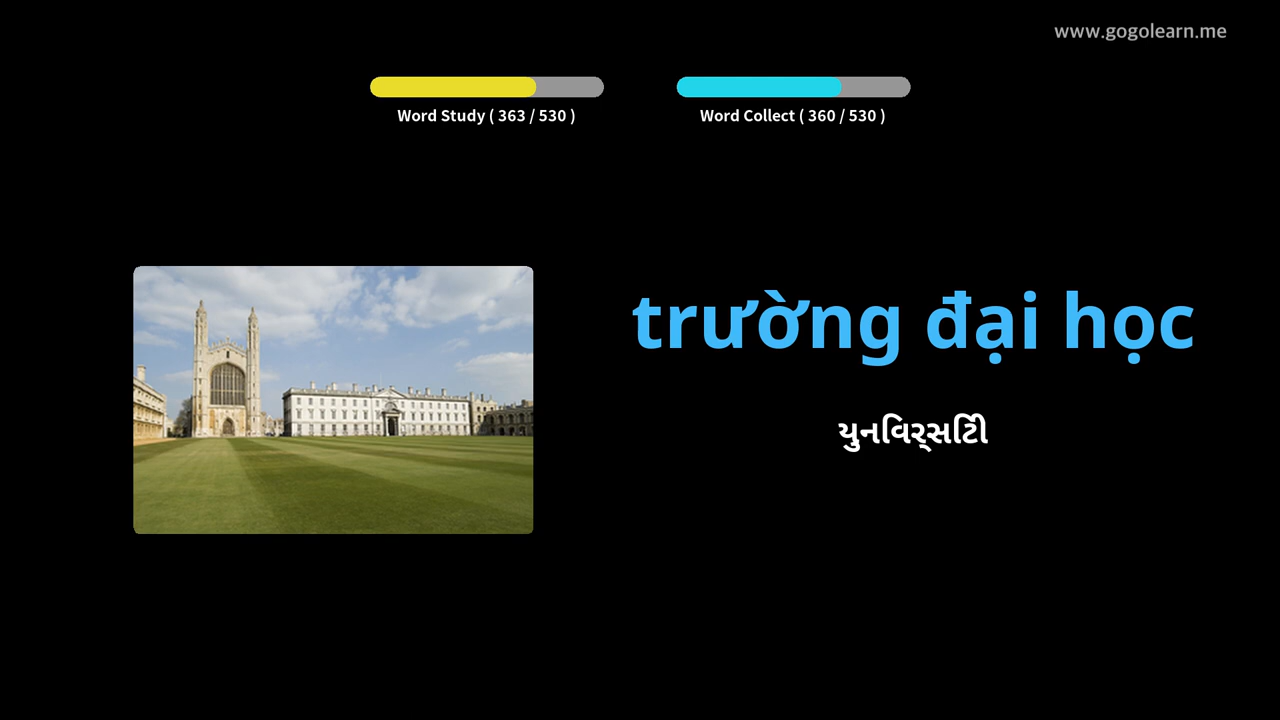 www.gogolearn.me
Word Study ( 363 / 530 )
Word Collect ( 360 / 530 )
trường đại học
યુનિવર્સિટી